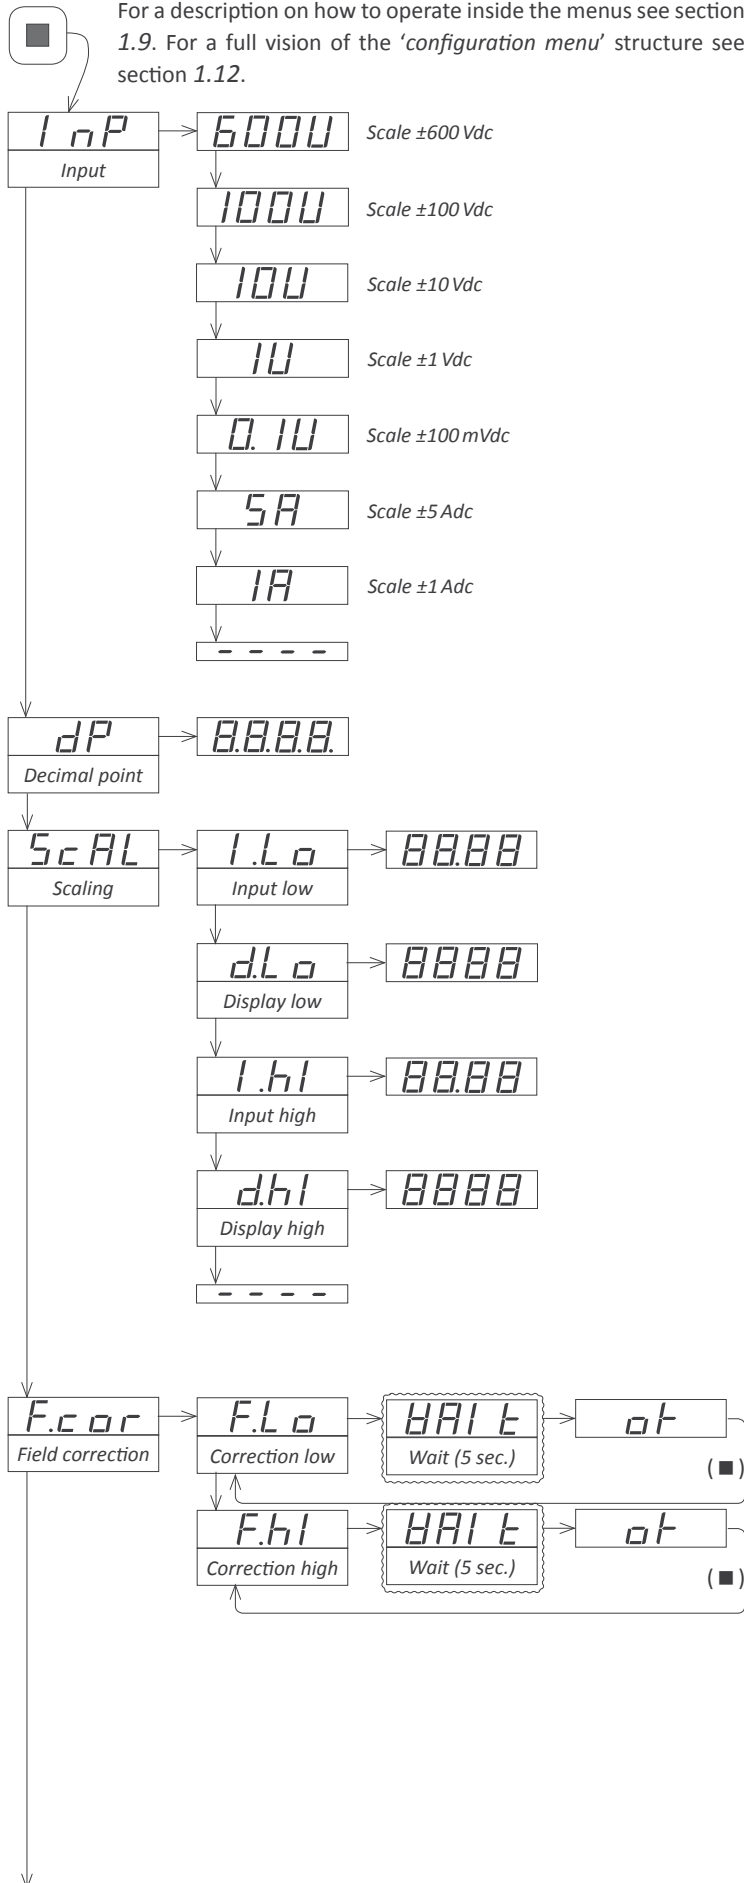 For a description on how to operate inside the menus see section
1.9. For a full vision of the ‘configuration menu’ structure see
section 1.12.
InP
Input
600V
Scale ±600 Vdc
100V
Scale ±100 Vdc
10V
Scale ±10 Vdc
1V
Scale ±1 Vdc
0.1V
Scale ±100 mVdc
5A
Scale ±5 Adc
1A
Scale ±1 Adc
- - - -
dP
Decimal point
8.8.8.8.
ScAL
Scaling
I.Lo
Input low
88.88
d.Lo
Display low
8888
I.hI
Input high
88.88
d.hI
Display high
8888
- - - -
F.cor
Field correction
F.Lo
Correction low
WAIt
Wait (5 sec.)
ok
( ■ )
F.hI
Correction high
WAIt
Wait (5 sec.)
ok
( ■ )